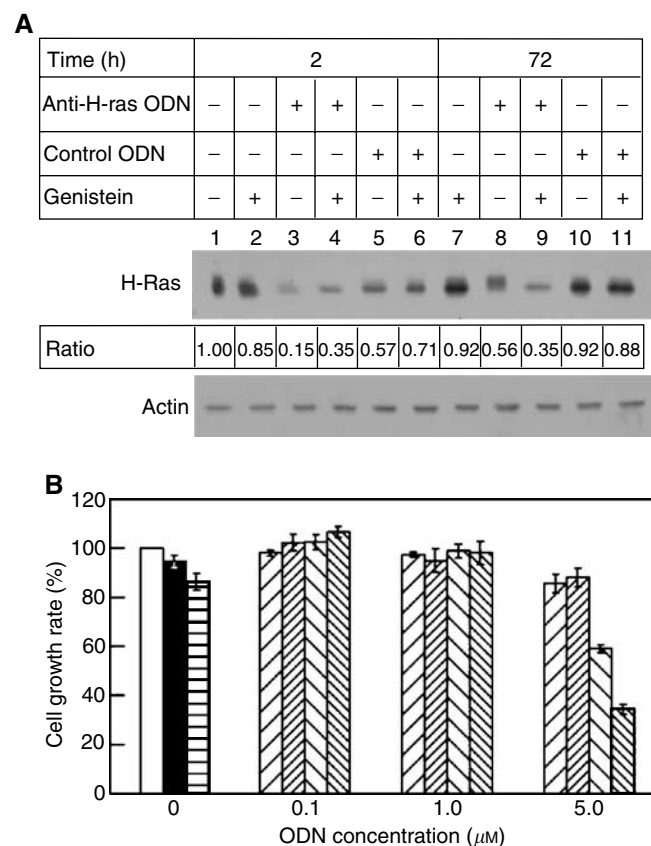 A
Time (h) 2 72
Anti-H-ras ODN – – + + – – – + + – –
Control ODN – – – – + + – – – + +
Genistein – + – + – + + – + – +
1 2 3 4 5 6 7 8 9 10 11
H-Ras
Ratio 1.00 0.85 0.15 0.35 0.57 0.71 0.92 0.56 0.35 0.92 0.88
Actin
B
120
100
80
60
40
20
0
Cell growth rate (%)
0 0.1 1.0 5.0
ODN concentration (μM)